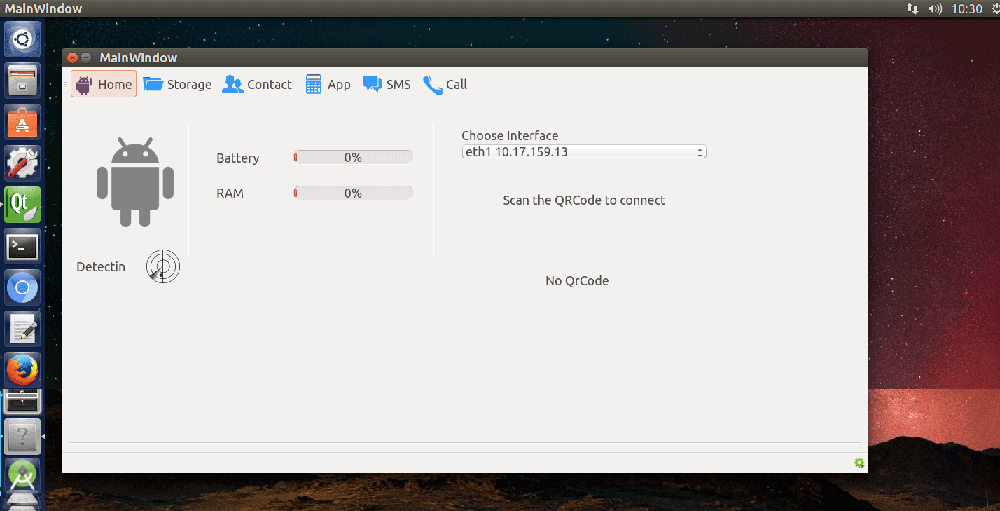 MainWindow 10:30
MainWindow
Home Storage Contact App SMS Call
Choose Interface
Battery 0% eth1 10.17.159.13
RAM 0% Scan the QRCode to connect
Detectin
No QrCode
Qt